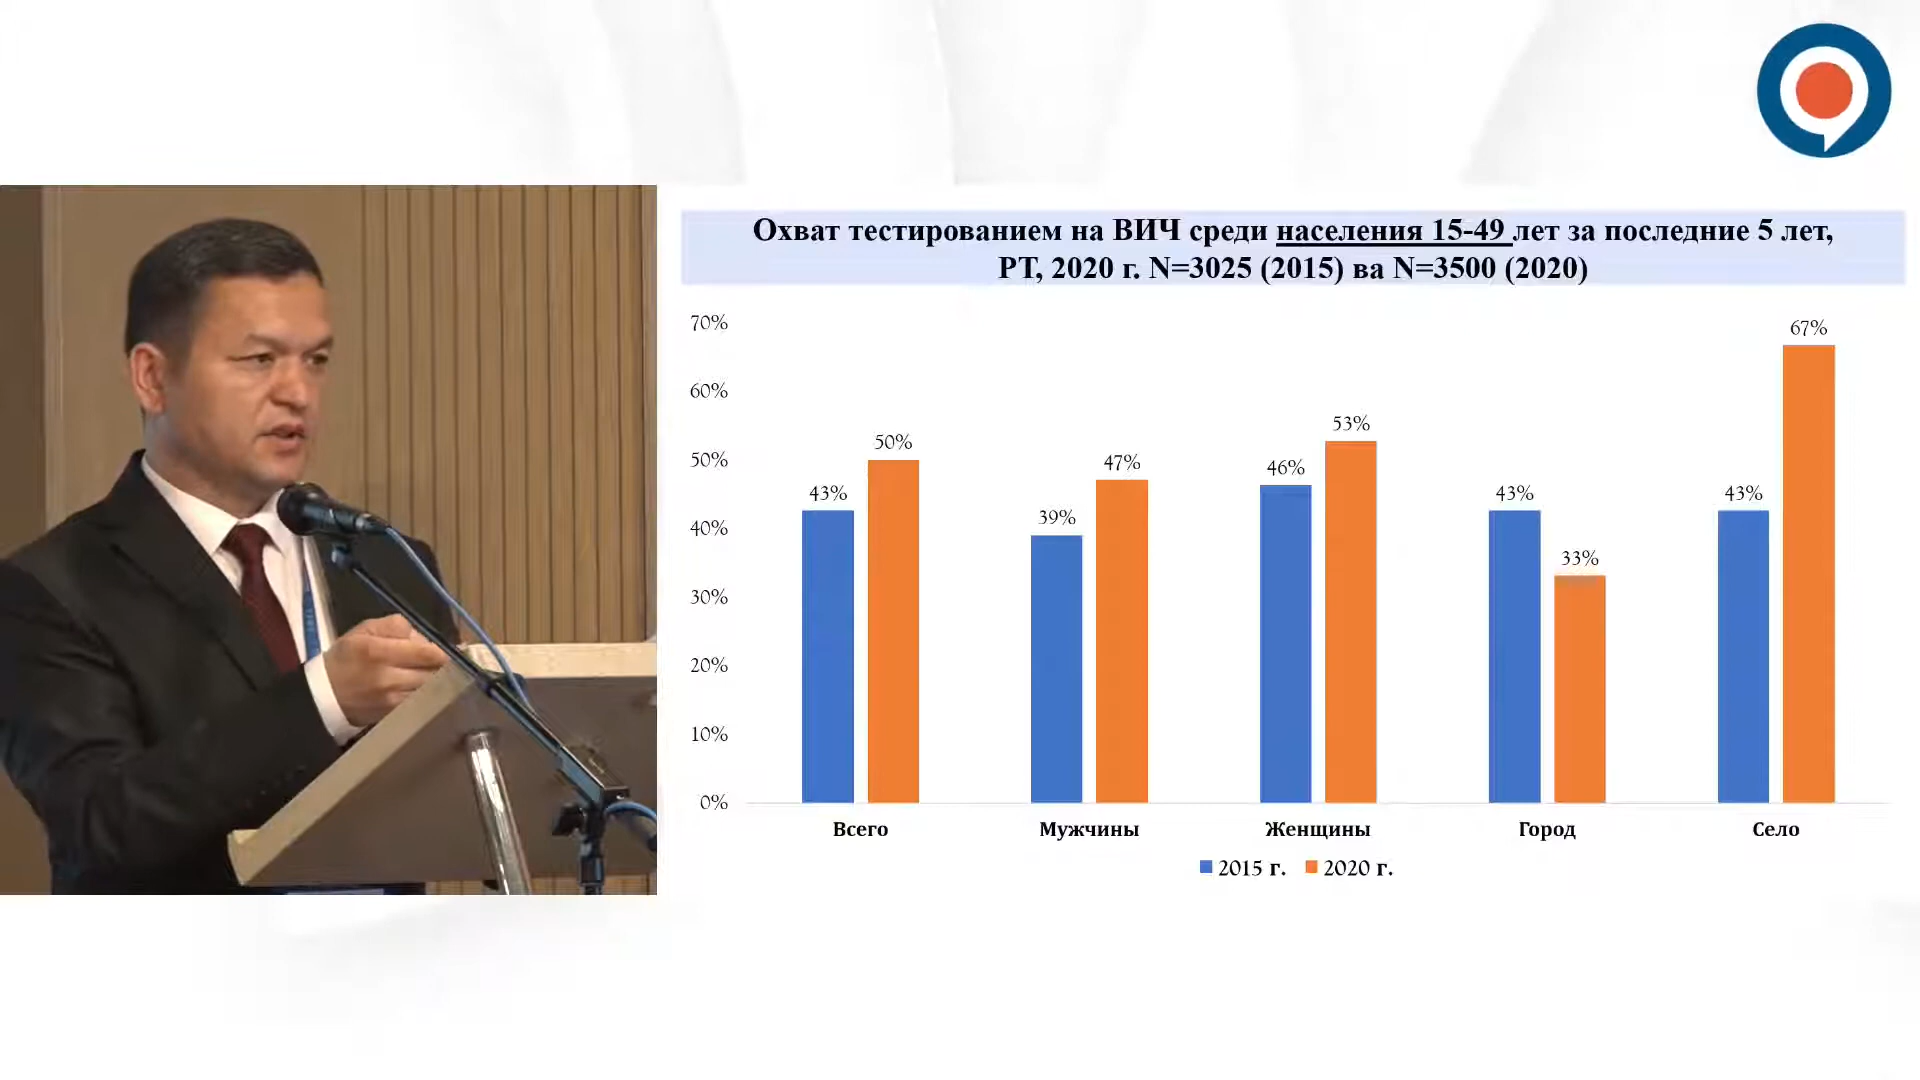 Охват тестированием на ВИЧ среди населения 15-49 лет за последние 5 лет,
РТ, 2020 г. N=3025 (2015) ва N=3500 (2020)
70%
60%
50%
40%
30%
20%
10%
0%
43%
50%
39%
47%
46%
53%
43%
33%
43%
67%
Всего
Мужчины
Женщины
Город
Село
2015 г.
2020 г.